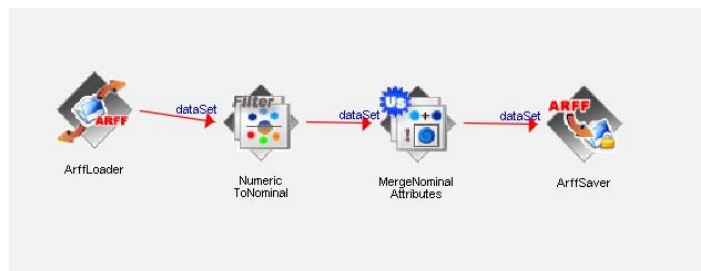 ARFF
ArffLoader
dataSet
Filter
Numeric
ToNominal
dataSet
Us
MergeNominal
Attributes
dataSet
ARFF
ArffSaver